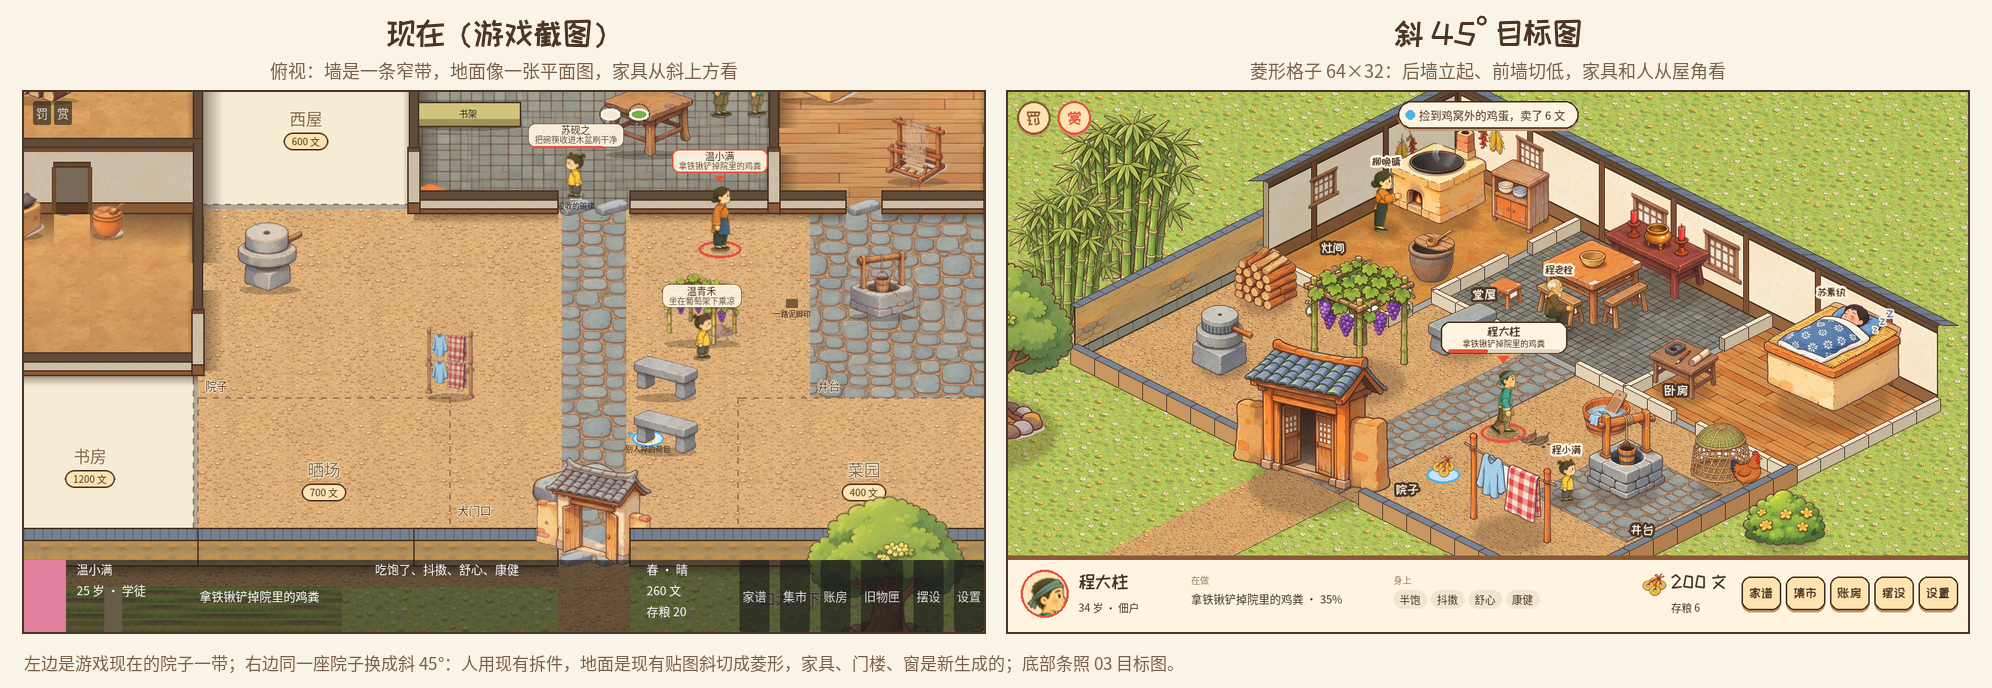 现在（游戏截图）
俯视：墙是一条窄带，地面像一张平面图，家具从斜上方看
罚 赏
西屋
600 文
书架
苏砚之
把碗筷收进木盆刷干净
温小满
拿铁锹铲掉院里的鸡粪
温青禾
坐在葡萄架下乘凉
一路泥脚印
院子
井台
书房
1200 文
晒场
700 文
大门口
菜园
400 文
温小满
25 岁 · 学徒
拿铁锹铲掉院里的鸡粪
吃饱了、抖擞、舒心、康健
春 · 晴
260 文
存粮 20
家谱 集市 账房 旧物匣 摆设 设置
斜 45° 目标图
菱形格子 64×32：后墙立起、前墙切低，家具和人从屋角看
罚 赏
捡到鸡窝外的鸡蛋，卖了 6 文
柳晚晴
灶间
堂屋
程老栓
苏素纨
z z z
程大柱
拿铁锹铲掉院里的鸡粪
卧房
程小满
院子
井台
程大柱
34 岁 · 佃户
在做
拿铁锹铲掉院里的鸡粪 · 35%
身上
半饱 抖擞 舒心 康健
200 文
存粮 6
家谱 集市 账房 摆设 设置
左边是游戏现在的院子一带；右边同一座院子换成斜 45°：人用现有拆件，地面是现有贴图斜切成菱形，家具、门楼、窗是新生成的；底部条照 03 目标图。